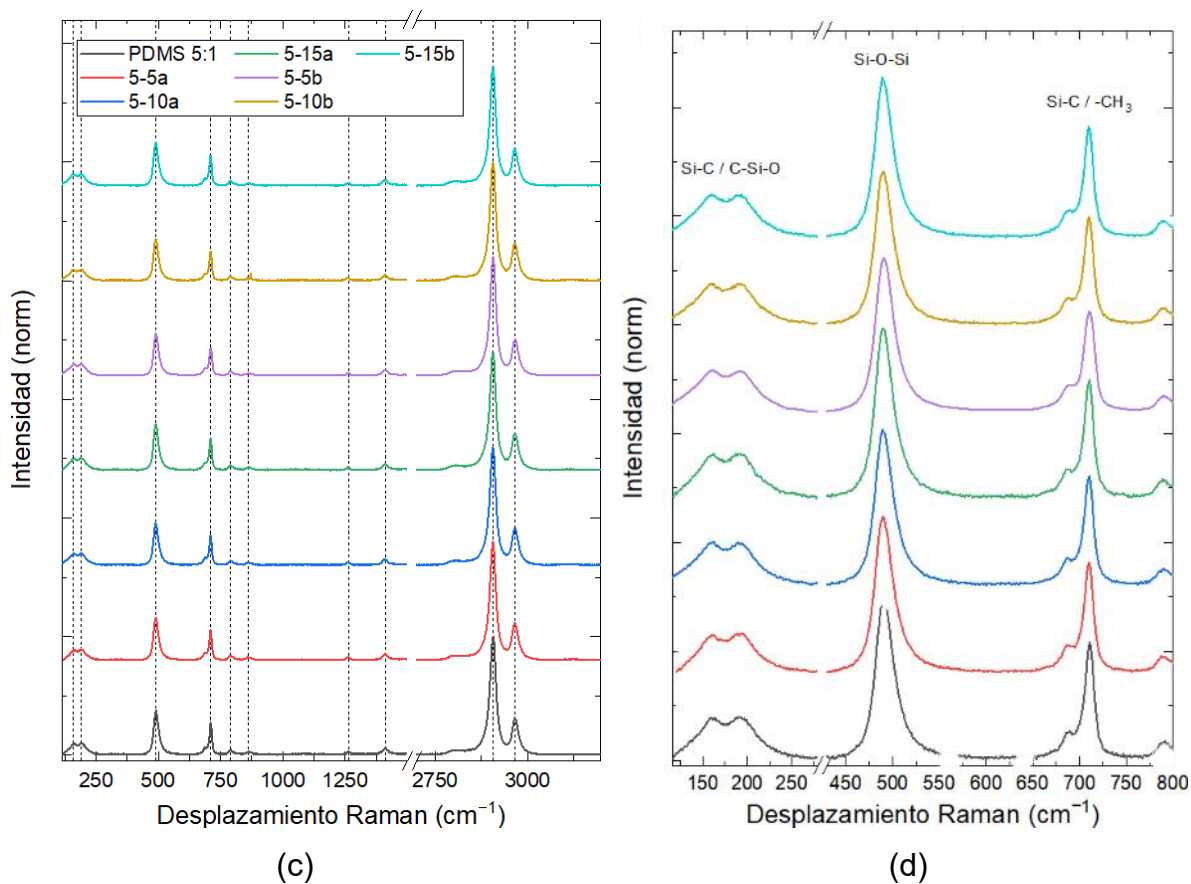 PDMS 5:1 5-15a 5-15b
5-5a 5-5b
5-10a 5-10b
Intensidad (norm)
250 500 750 1000 1250 2750 3000
Desplazamiento Raman (cm⁻¹)
(c)
Si-O-Si
Si-C / -CH₃
Si-C / C-Si-O
Intensidad (norm)
150 200 250 450 500 550 600 650 700 750 800
Desplazamiento Raman (cm⁻¹)
(d)